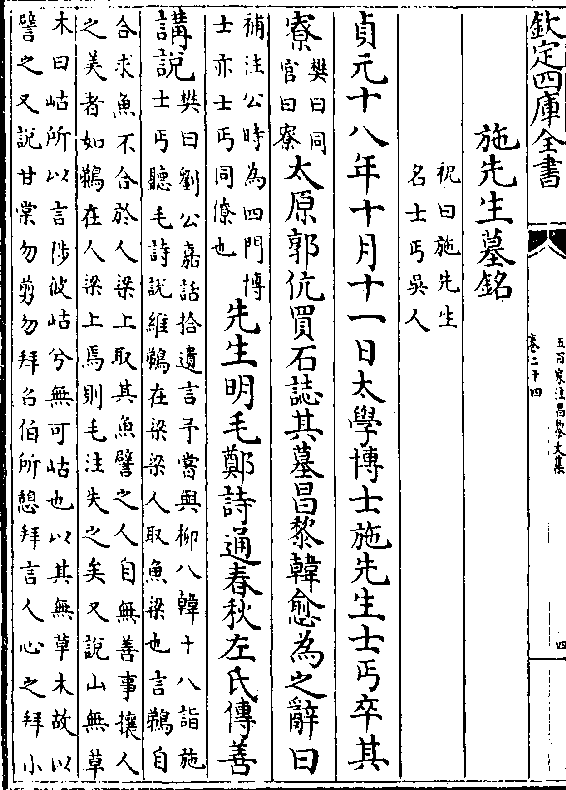 欽定四庫全書
五百家注昌黎文集
卷二十四
四
施先生墓銘
祝曰施先生
名士丐吳人
貞元十八年十月十一日太學博士施先生士丐卒其
寮
樊曰同
官曰寮
太原郭伉買石誌其墓昌黎韓愈為之辭曰
補注公時為四門博
士亦士丐同僚也
先生明毛鄭詩通春秋左氏傳善
講說
樊曰劉公嘉話拾遺言予嘗與柳八韓十八詣施
士丐聽毛詩說維鵜在梁梁人取魚梁也言鵜自
合求魚不合於人梁上取其魚譬之人自無善事攘人
之美者如鵜在人梁上焉則毛注失之矣又說山無草
木曰岵所以言陟彼岵兮無可岵也以其無草木故以
譬之又說甘棠勿剪勿拜召伯所憩拜言人心之拜小